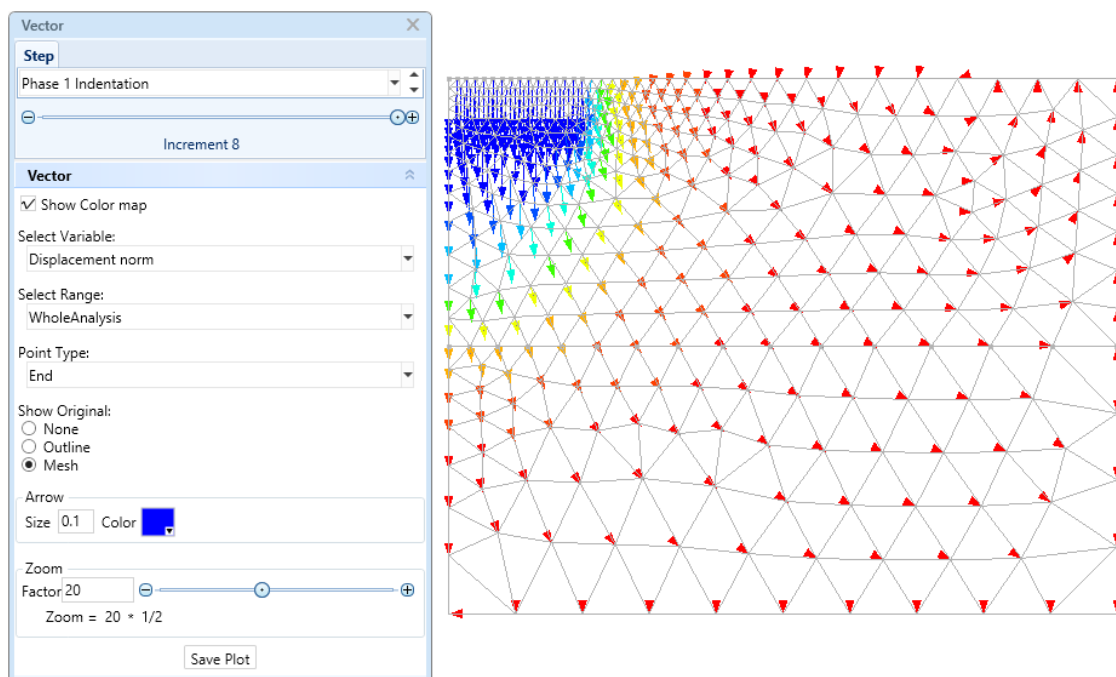 Vector
Step
Phase 1 Indentation
Increment 8
Vector
Show Color map
Select Variable:
Displacement norm
Select Range:
WholeAnalysis
Point Type:
End
Show Original:
None
Outline
Mesh
Arrow
Size 0.1 Color
Zoom
Factor 20
Zoom = 20 * 1/2
Save Plot